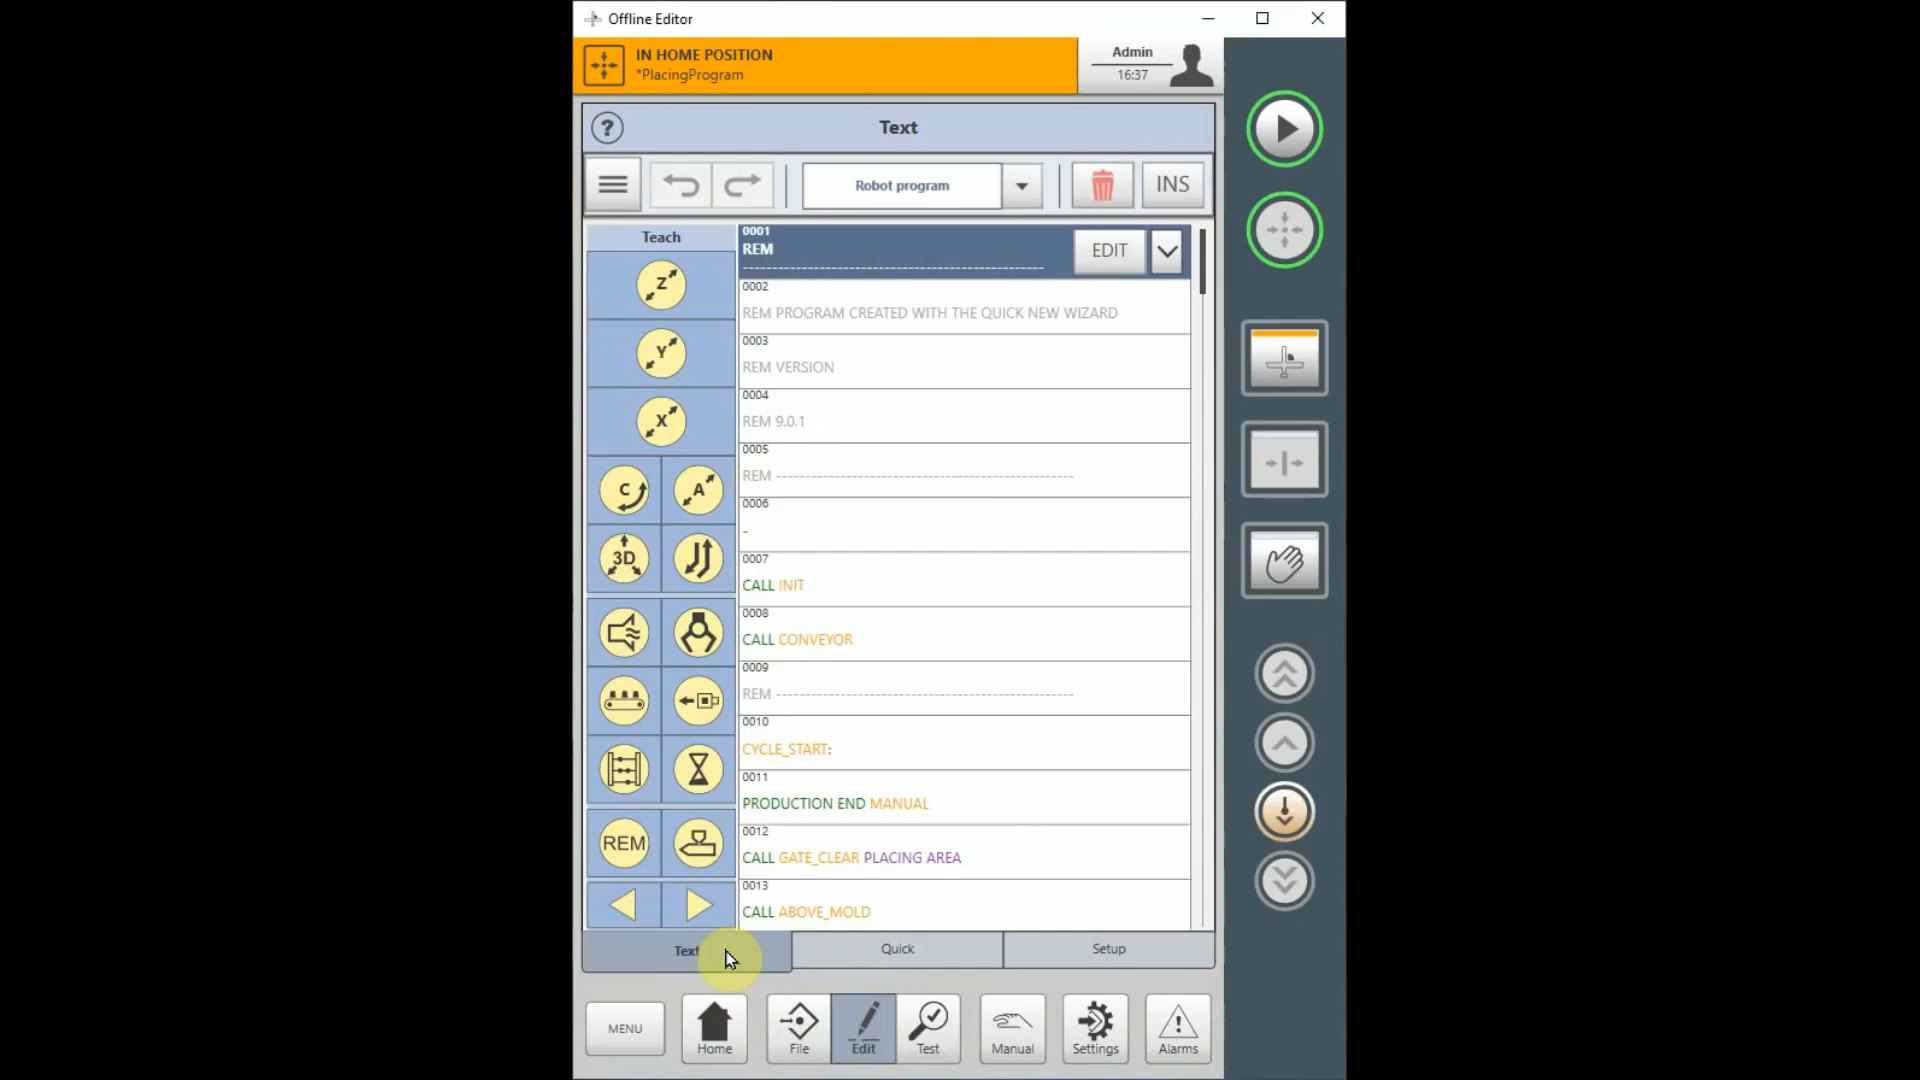 Offline Editor
IN HOME POSITION
*PlacingProgram
Admin
16:37
?
Text
Robot program
INS
Teach
Z
Y
X
C
A
3D
REM
0001
REM
--------------------------------------------------
EDIT
0002
REM PROGRAM CREATED WITH THE QUICK NEW WIZARD
0003
REM VERSION
0004
REM 9.0.1
0005
REM --------------------------------------------------
0006
-
0007
CALL INIT
0008
CALL CONVEYOR
0009
REM --------------------------------------------------
0010
CYCLE_START:
0011
PRODUCTION END MANUAL
0012
CALL GATE_CLEAR PLACING AREA
0013
CALL ABOVE_MOLD
Text
Quick
Setup
MENU
Home
File
Edit
Test
Manual
Settings
Alarms